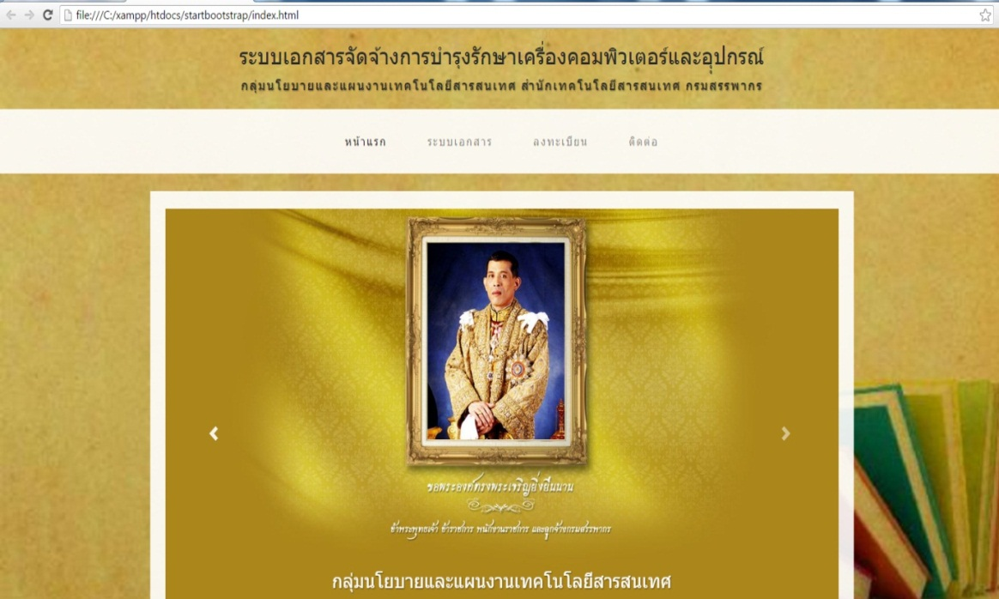 file:///C:/xampp/htdocs/startbootstrap/index.html
ระบบเอกสารจัดจ้างการบำรุงรักษาเครื่องคอมพิวเตอร์และอุปกรณ์
กลุ่มนโยบายและแผนงานเทคโนโลยีสารสนเทศ สำนักเทคโนโลยีสารสนเทศ กรมสรรพากร
หน้าแรก ระบบเอกสาร ลงทะเบียน ติดต่อ
ขอพระองค์ทรงพระเจริญยิ่งยืนนาน
ข้าพระพุทธเจ้า ข้าราชการ พนักงานราชการ และลูกจ้างกรมสรรพากร
กลุ่มนโยบายและแผนงานเทคโนโลยีสารสนเทศ